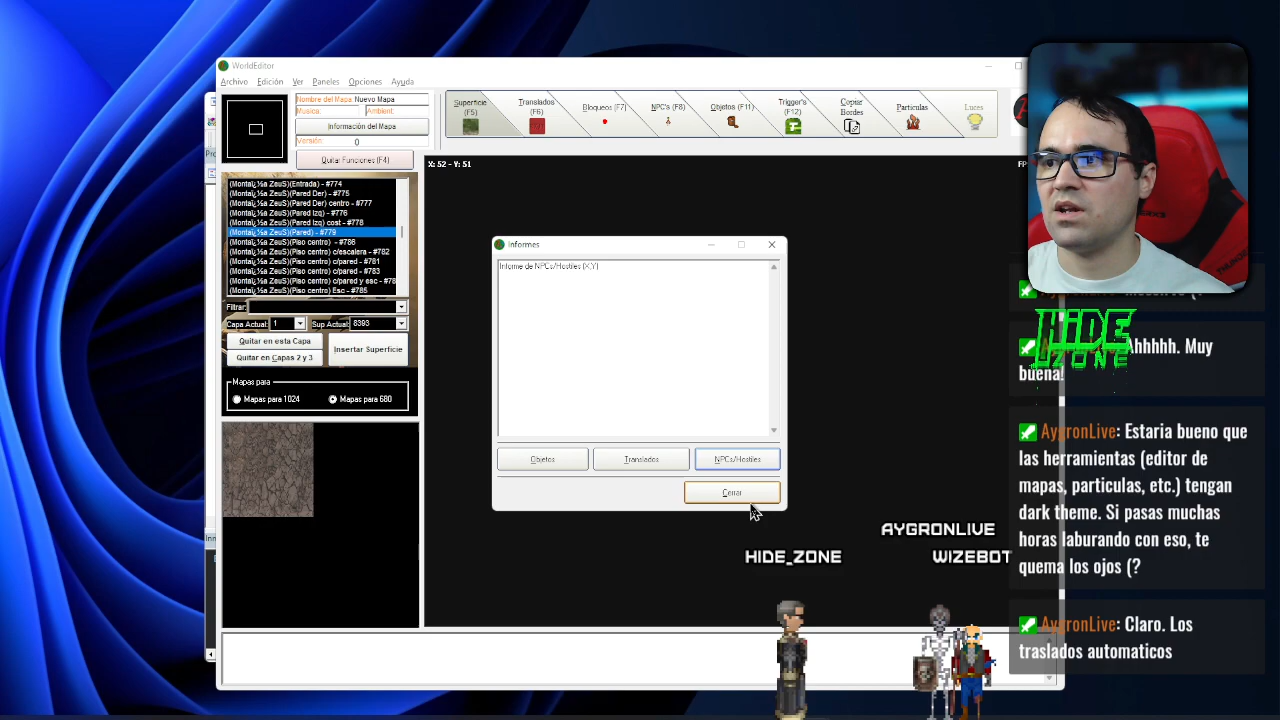 WorldEditor
Archivo Edición Ver Paneles Opciones Ayuda
Nombre del Mapa: Nuevo Mapa
Musica: Ambient:
Información del Mapa
Versión: 0
Quitar Funciones (F4)
Superficie (F5)
Translados (F6)
Bloqueos (F7)
NPC's (F8)
Objetos (F11)
Trigger's (F12)
Copiar Bordes
Particulas
Luces
X: 52 - Y: 51
FP
(Montaï¿½a ZeuS)(Entrada) - #774
(Montaï¿½a ZeuS)(Pared Der) - #775
(Montaï¿½a ZeuS)(Pared Der) centro - #777
(Montaï¿½a ZeuS)(Pared Izq) - #776
(Montaï¿½a ZeuS)(Pared Izq) cost - #778
(Montaï¿½a ZeuS)(Pared) - #779
(Montaï¿½a ZeuS)(Piso centro)  - #786
(Montaï¿½a ZeuS)(Piso centro) c/escalera - #782
(Montaï¿½a ZeuS)(Piso centro) c/pared - #781
(Montaï¿½a ZeuS)(Piso centro) c/pared - #783
(Montaï¿½a ZeuS)(Piso centro) c/pared y esc - #78
(Montaï¿½a ZeuS)(Piso centro) Esc - #785
Filtrar:
Capa Actual: 1 Sup Actual: 8393
Quitar en esta Capa
Quitar en Capas 2 y 3
Insertar Superficie
Mapas para
Mapas para 1024 Mapas para 680
Informes
Informe de NPCs/Hostiles (X,Y)
Objetos Translados NPCs/Hostiles
Cerrar
HIDE
ZONE
Ahhhhh. Muy
buena!
AygronLive: Estaria bueno que
las herramientas (editor de
mapas, particulas, etc.) tengan
dark theme. Si pasas muchas
horas laburando con eso, te
quema los ojos (?
AygronLive: Claro. Los
traslados automaticos
AYGRONLIVE
HIDE_ZONE
WIZEBOT